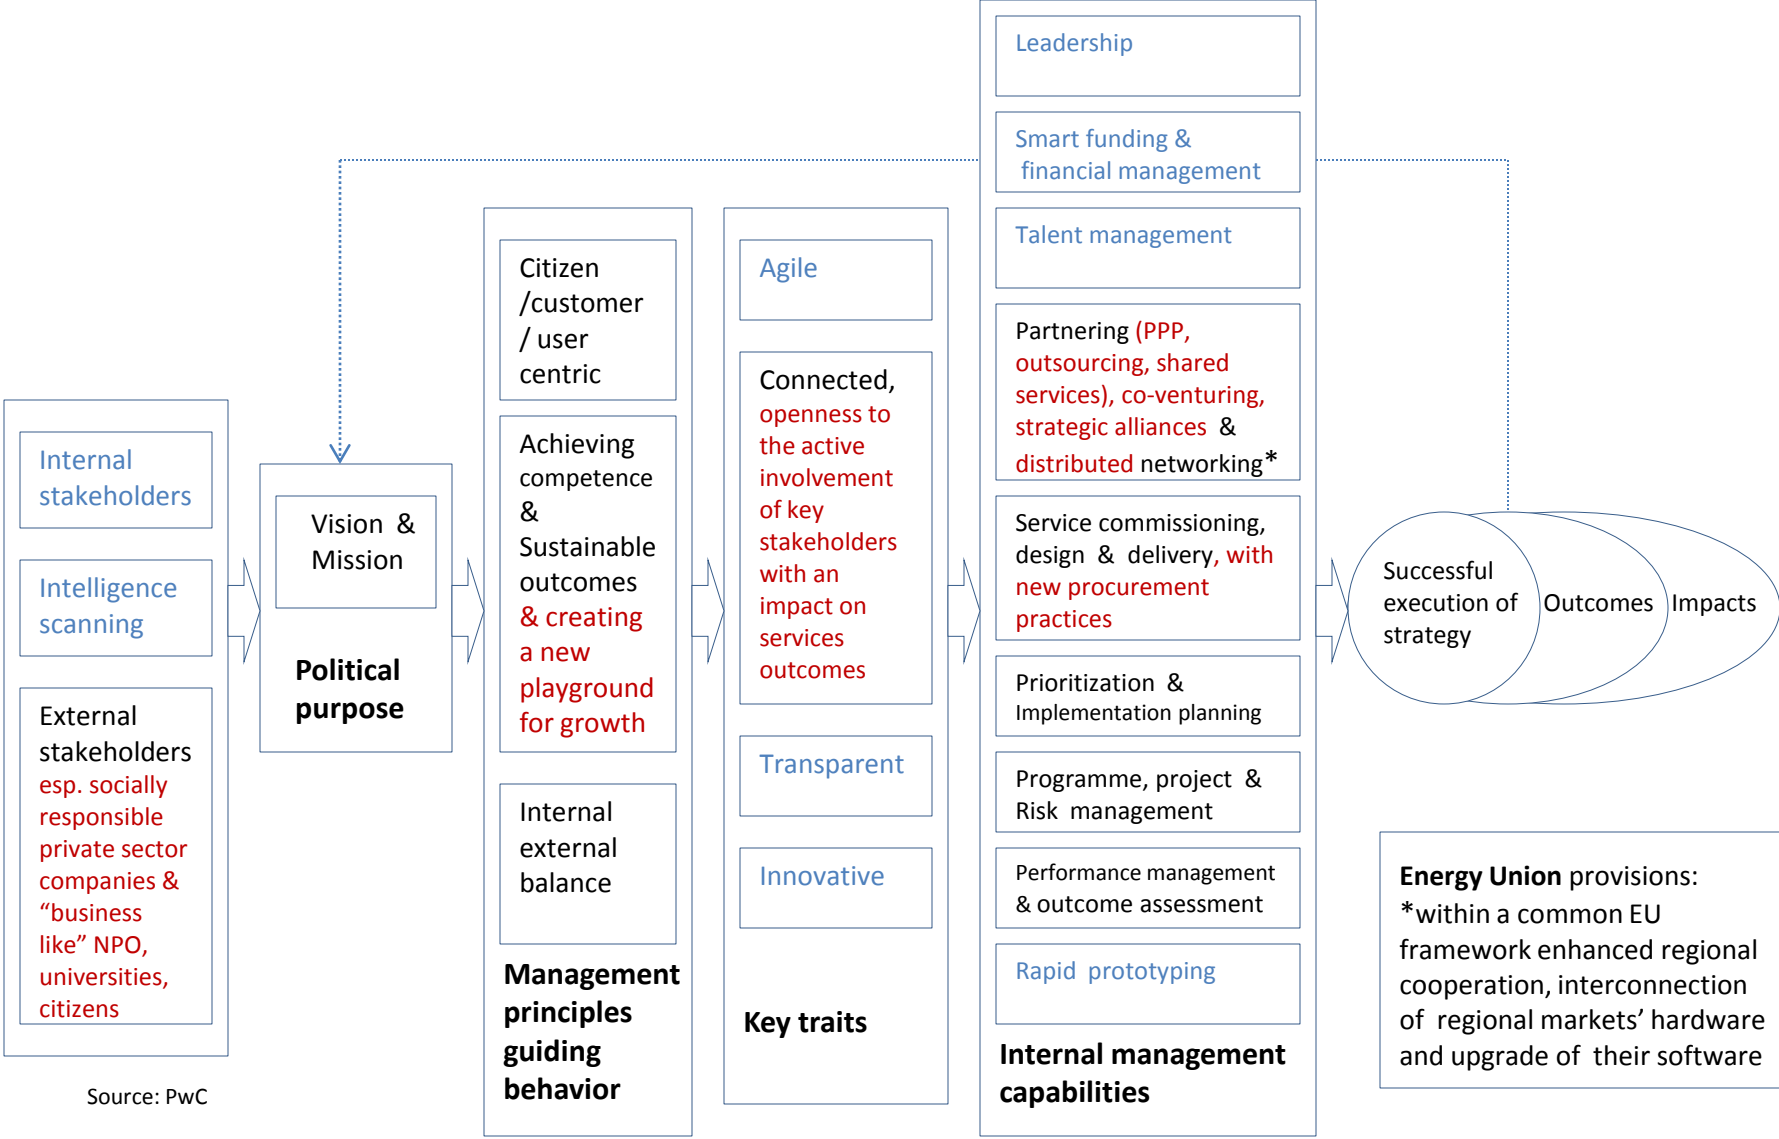 Internal
stakeholders
Intelligence
scanning
External
stakeholders
esp. socially
responsible
private sector
companies &
“business
like” NPO,
universities,
citizens
Source: PwC
Vision &
Mission
Political
purpose
Citizen
/customer
/ user
centric
Achieving
competence
&
Sustainable
outcomes
& creating
a new
playground
for growth
Internal
external
balance
Management
principles
guiding
behavior
Agile
Connected,
openness to
the active
involvement
of key
stakeholders
with an
impact on
services
outcomes
Transparent
Innovative
Key traits
Leadership
Smart funding &
financial management
Talent management
Partnering (PPP,
outsourcing, shared
services), co-venturing,
strategic alliances &
distributed networking*
Service commissioning,
design & delivery, with
new procurement
practices
Prioritization &
Implementation planning
Programme, project &
Risk management
Performance management
& outcome assessment
Rapid prototyping
Internal management
capabilities
Successful
execution of
strategy
Outcomes
Impacts
Energy Union provisions:
*within a common EU
framework enhanced regional
cooperation, interconnection
of regional markets’ hardware
and upgrade of their software